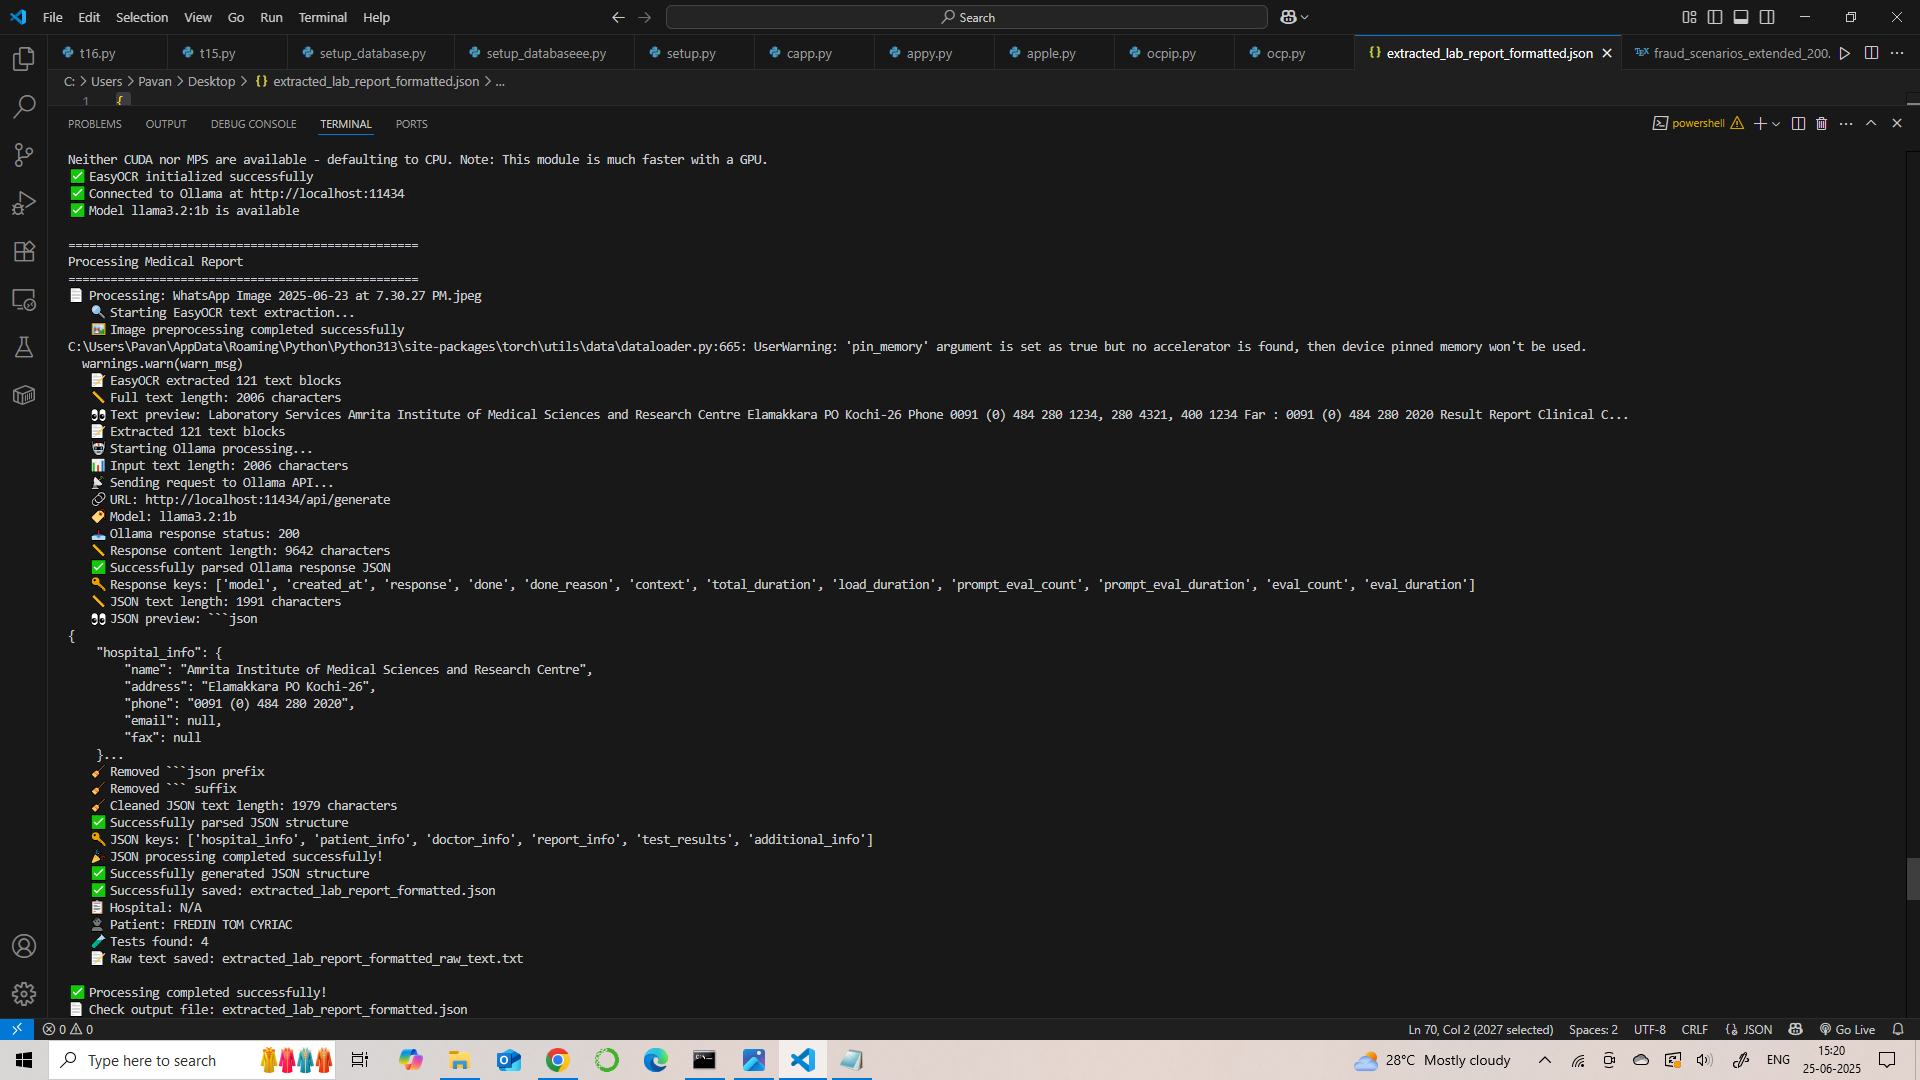 File Edit Selection View Go Run Terminal Help
Search
t16.py t15.py setup_database.py setup_databaseee.py setup.py capp.py appy.py apple.py ocpip.py ocp.py extracted_lab_report_formatted.json fraud_scenarios_extended_200.
C: > Users > Pavan > Desktop > {} extracted_lab_report_formatted.json > ...
1 {
PROBLEMS OUTPUT DEBUG CONSOLE TERMINAL PORTS
powershell
Neither CUDA nor MPS are available - defaulting to CPU. Note: This module is much faster with a GPU.
✅ EasyOCR initialized successfully
✅ Connected to Ollama at http://localhost:11434
✅ Model llama3.2:1b is available
==================================================
Processing Medical Report
==================================================
📄 Processing: WhatsApp Image 2025-06-23 at 7.30.27 PM.jpeg
🔍 Starting EasyOCR text extraction...
🖼️ Image preprocessing completed successfully
C:\Users\Pavan\AppData\Roaming\Python\Python313\site-packages\torch\utils\data\dataloader.py:665: UserWarning: 'pin_memory' argument is set as true but no accelerator is found, then device pinned memory won't be used.
warnings.warn(warn_msg)
📝 EasyOCR extracted 121 text blocks
📏 Full text length: 2006 characters
👀 Text preview: Laboratory Services Amrita Institute of Medical Sciences and Research Centre Elamakkara PO Kochi-26 Phone 0091 (0) 484 280 1234, 280 4321, 400 1234 Far : 0091 (0) 484 280 2020 Result Report Clinical C...
📝 Extracted 121 text blocks
🤖 Starting Ollama processing...
📊 Input text length: 2006 characters
📡 Sending request to Ollama API...
🔗 URL: http://localhost:11434/api/generate
🏷️ Model: llama3.2:1b
📥 Ollama response status: 200
📏 Response content length: 9642 characters
✅ Successfully parsed Ollama response JSON
🔑 Response keys: ['model', 'created_at', 'response', 'done', 'done_reason', 'context', 'total_duration', 'load_duration', 'prompt_eval_count', 'prompt_eval_duration', 'eval_count', 'eval_duration']
📏 JSON text length: 1991 characters
👀 JSON preview: ```json
{
"hospital_info": {
"name": "Amrita Institute of Medical Sciences and Research Centre",
"address": "Elamakkara PO Kochi-26",
"phone": "0091 (0) 484 280 2020",
"email": null,
"fax": null
}...
🧹 Removed ```json prefix
🧹 Removed ``` suffix
🧹 Cleaned JSON text length: 1979 characters
✅ Successfully parsed JSON structure
🔑 JSON keys: ['hospital_info', 'patient_info', 'doctor_info', 'report_info', 'test_results', 'additional_info']
🎉 JSON processing completed successfully!
✅ Successfully generated JSON structure
✅ Successfully saved: extracted_lab_report_formatted.json
📋 Hospital: N/A
👤 Patient: FREDIN TOM CYRIAC
🧪 Tests found: 4
📝 Raw text saved: extracted_lab_report_formatted_raw_text.txt
✅ Processing completed successfully!
📄 Check output file: extracted_lab_report_formatted.json
0 0 Ln 70, Col 2 (2027 selected) Spaces: 2 UTF-8 CRLF {} JSON Go Live
Type here to search 28°C Mostly cloudy ENG 15:20
25-06-2025